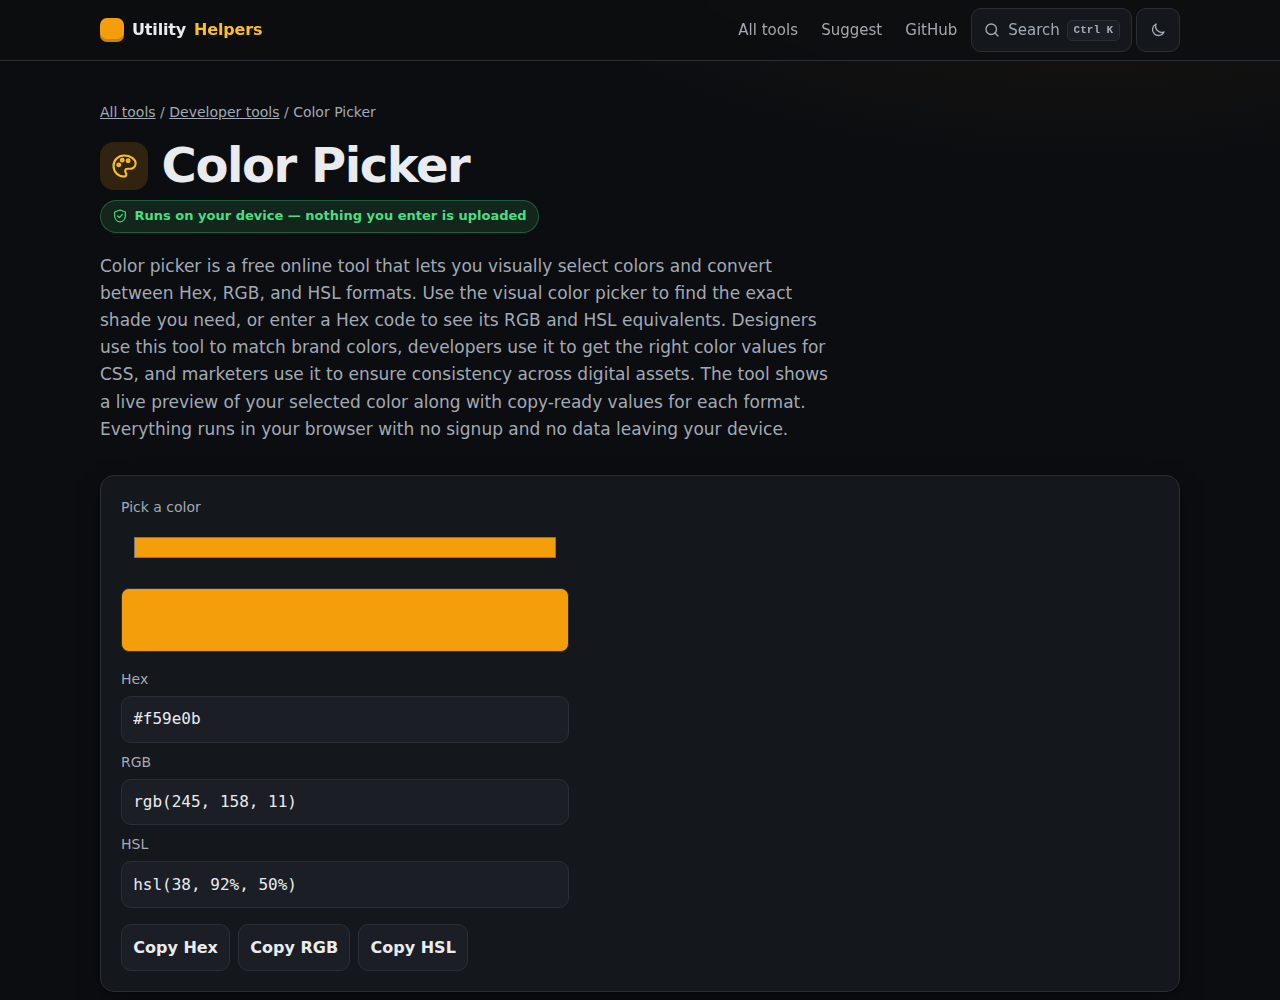 Utility Helpers
All tools
Suggest
GitHub
Search Ctrl K
All tools / Developer tools / Color Picker
Color Picker
Runs on your device — nothing you enter is uploaded
Color picker is a free online tool that lets you visually select colors and convert
between Hex, RGB, and HSL formats. Use the visual color picker to find the exact
shade you need, or enter a Hex code to see its RGB and HSL equivalents. Designers
use this tool to match brand colors, developers use it to get the right color values for
CSS, and marketers use it to ensure consistency across digital assets. The tool shows
a live preview of your selected color along with copy-ready values for each format.
Everything runs in your browser with no signup and no data leaving your device.
Pick a color
Hex
#f59e0b
RGB
rgb(245, 158, 11)
HSL
hsl(38, 92%, 50%)
Copy Hex
Copy RGB
Copy HSL